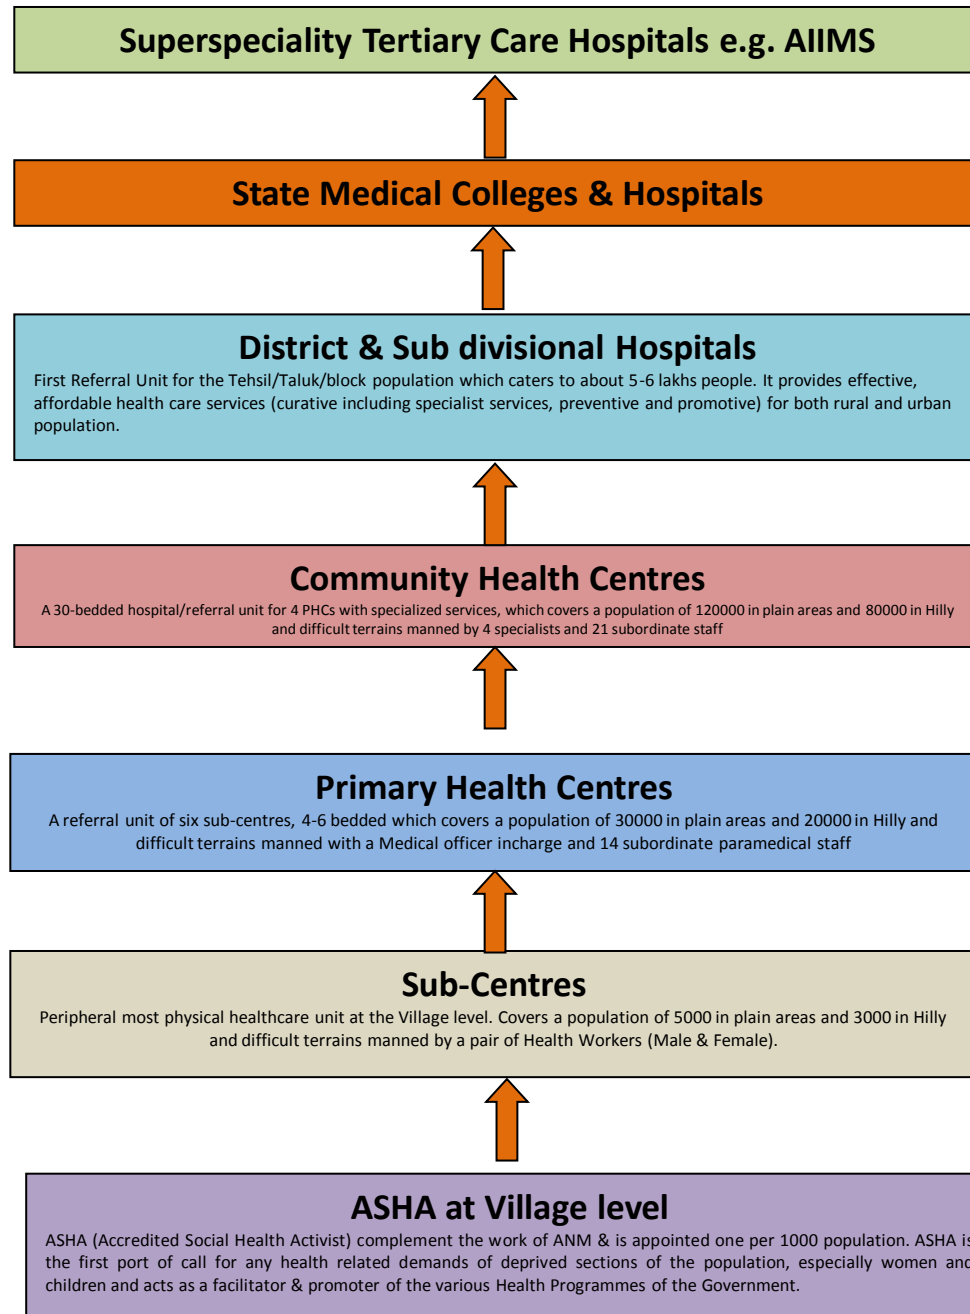 Superspeciality Tertiary Care Hospitals e.g. AIIMS
State Medical Colleges & Hospitals
District & Sub divisional Hospitals
First Referral Unit for the Tehsil/Taluk/block population which caters to about 5-6 lakhs people. It provides effective,
affordable health care services (curative including specialist services, preventive and promotive) for both rural and urban
population.
Community Health Centres
A 30-bedded hospital/referral unit for 4 PHCs with specialized services, which covers a population of 120000 in plain areas and 80000 in Hilly
and difficult terrains manned by 4 specialists and 21 subordinate staff
Primary Health Centres
A referral unit of six sub-centres, 4-6 bedded which covers a population of 30000 in plain areas and 20000 in Hilly and
difficult terrains manned with a Medical officer incharge and 14 subordinate paramedical staff
Sub-Centres
Peripheral most physical healthcare unit at the Village level. Covers a population of 5000 in plain areas and 3000 in Hilly
and difficult terrains manned by a pair of Health Workers (Male & Female).
ASHA at Village level
ASHA (Accredited Social Health Activist) complement the work of ANM & is appointed one per 1000 population. ASHA is
the first port of call for any health related demands of deprived sections of the population, especially women and
children and acts as a facilitator & promoter of the various Health Programmes of the Government.